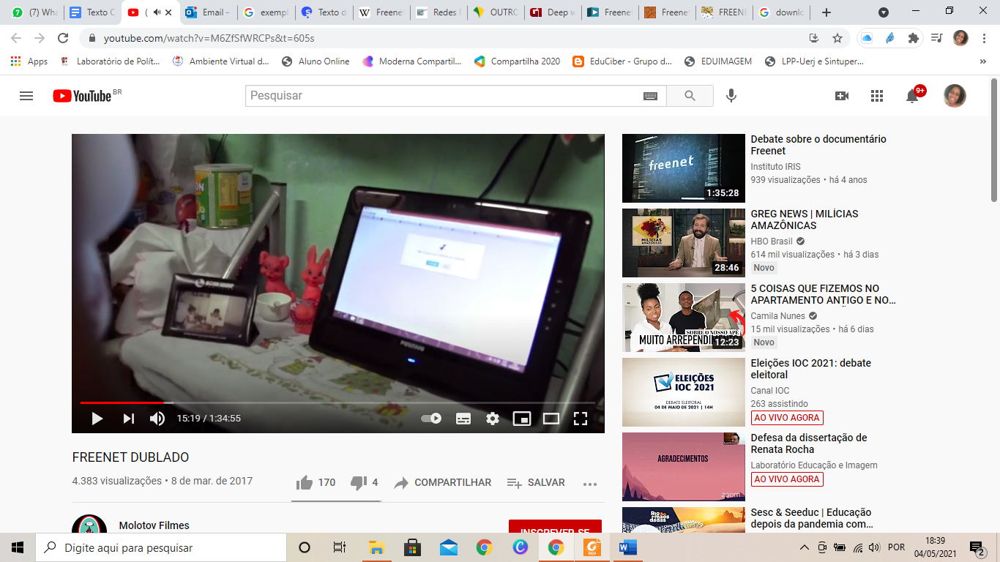 (7) Wha
Texto C
(
Email –
exempl
Texto d
Freenet
Redes
OUTRO
Deep w
Freenet
Freenet
FREENE
downlo
youtube.com/watch?v=M6ZfSfWRCPs&t=605s
Apps
Laboratório de Polít...
Ambiente Virtual d...
Aluno Online
Moderna Compartil...
Compartilha 2020
EduCiber - Grupo d...
EDUIMAGEM
LPP-Uerj e Sintuper...
»
YouTube BR
Pesquisar
9+
POSITIVO
15:19 / 1:34:55
FREENET DUBLADO
4.383 visualizações • 8 de mar. de 2017
170
4
COMPARTILHAR
SALVAR
Molotov Filmes
INSCREVER-SE
freenet
1:35:28
Debate sobre o documentário
Freenet
Instituto IRIS
939 visualizações • há 4 anos
MILÍCIAS
AMAZÔNICAS
28:46
GREG NEWS | MILÍCIAS
AMAZÔNICAS
HBO Brasil
614 mil visualizações • há 3 dias
Novo
SOBRE O NOSSO APÊ
MUITO ARREPENDIMENTO
12:23
5 COISAS QUE FIZEMOS NO
APARTAMENTO ANTIGO E NO...
Camila Nunes
15 mil visualizações • há 6 dias
Novo
ELEIÇÕES
IOC 2021
DEBATE ELEITORAL
04 DE MAIO DE 2021 | 14H
Eleições IOC 2021: debate
eleitoral
Canal IOC
263 assistindo
AO VIVO AGORA
AGRADECIMENTOS
zoom
Defesa da dissertação de
Renata Rocha
Laboratório Educação e Imagem
AO VIVO AGORA
Sesc & Seeduc | Educação
depois da pandemia com...
Digite aqui para pesquisar
PDF
POR
18:39
04/05/2021
2